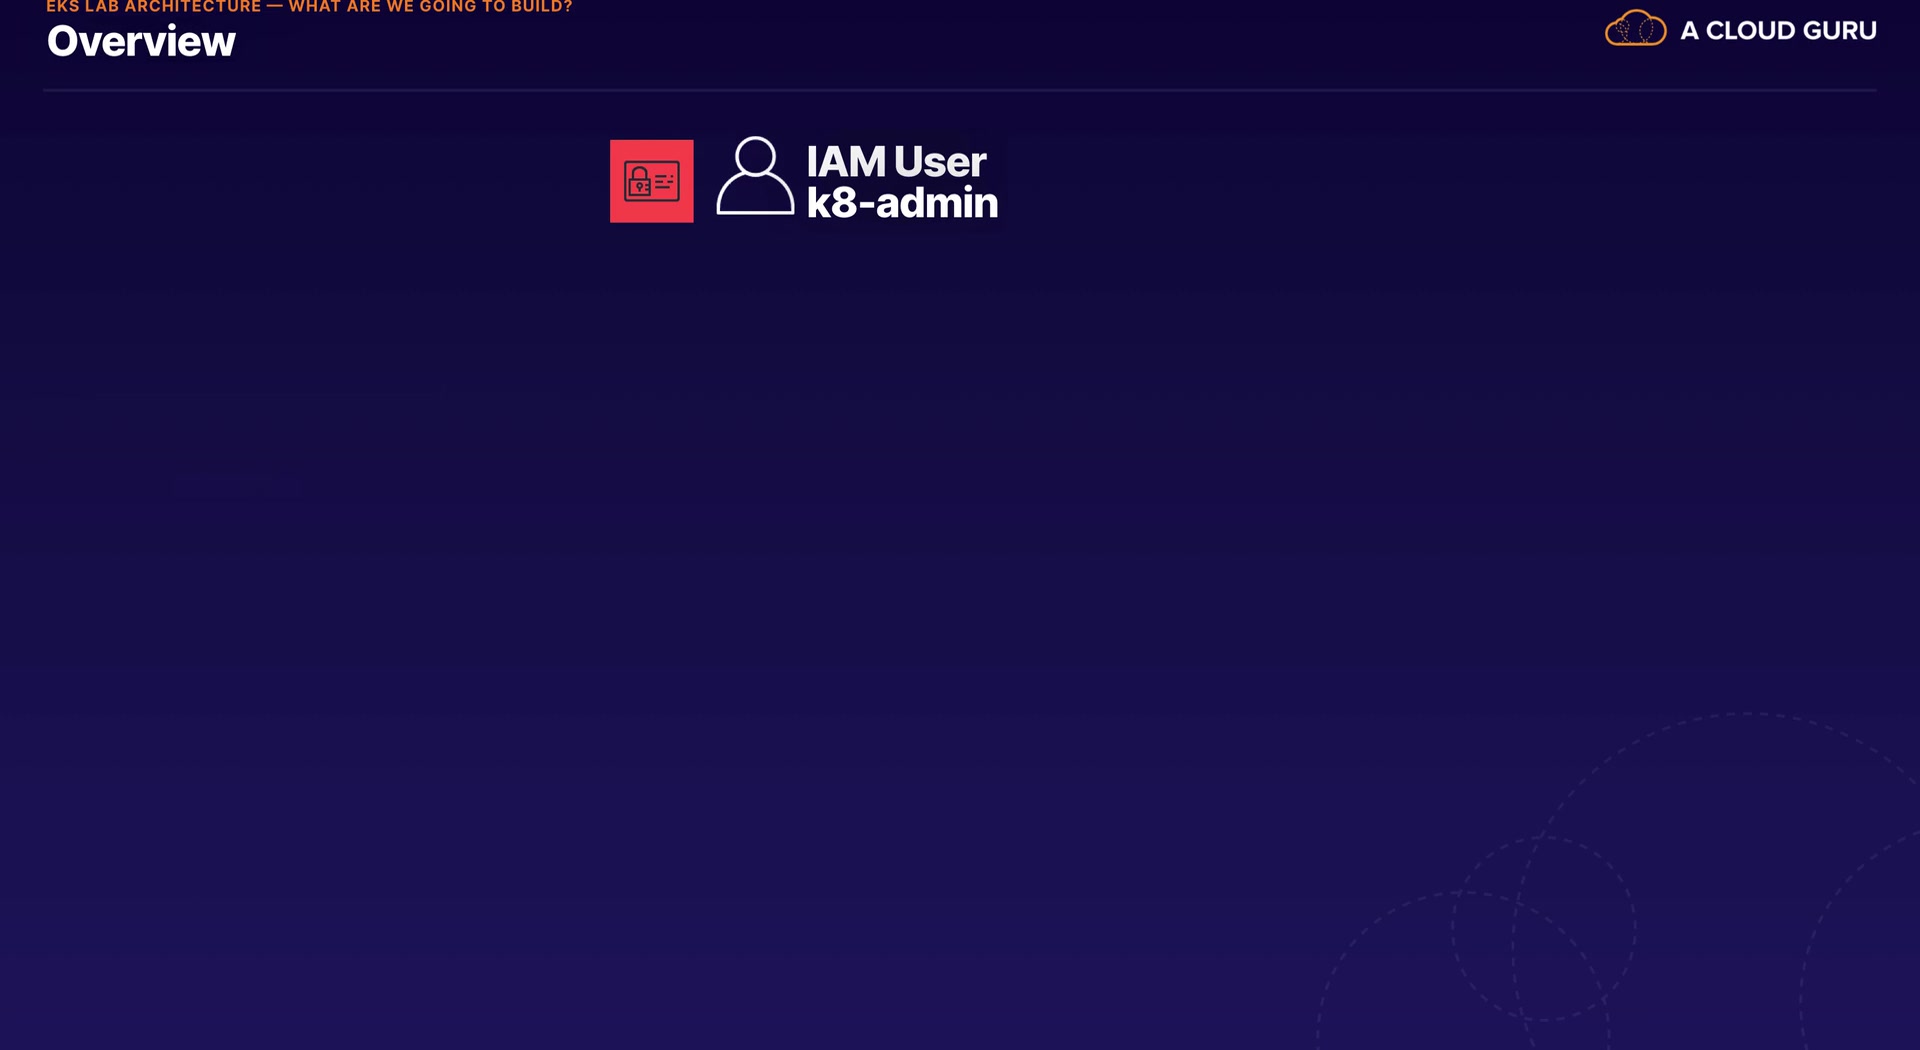 EKS LAB ARCHITECTURE — WHAT ARE WE GOING TO BUILD?
Overview
A CLOUD GURU
IAM User
k8-admin